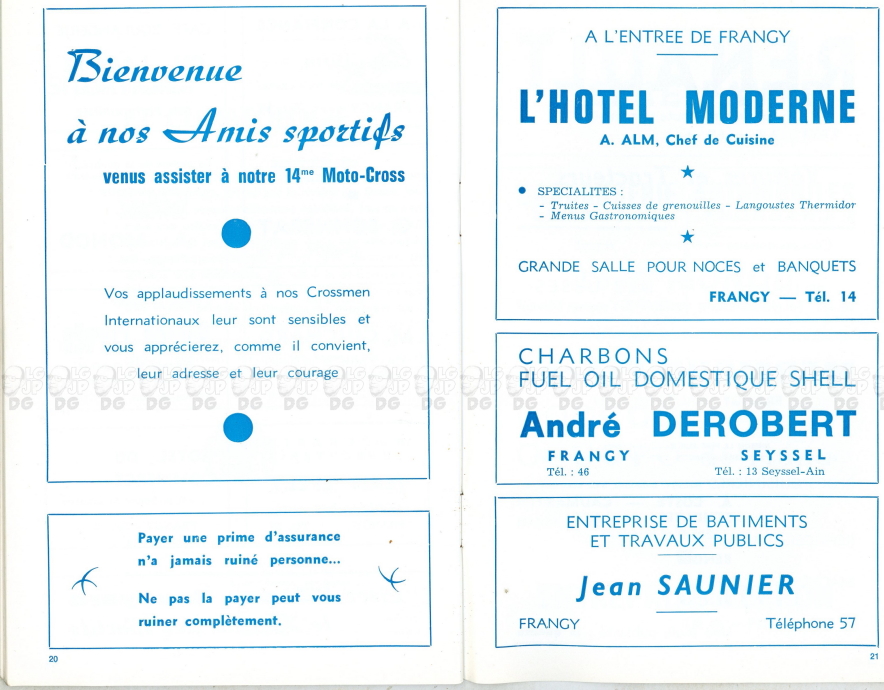 Bienvenue
à nos Amis sportifs
venus assister à notre 14me Moto-Cross
Vos applaudissements à nos Crossmen
Internationaux leur sont sensibles et
vous apprécierez, comme il convient,
leur adresse et leur courage
Payer une prime d'assurance
n'a jamais ruiné personne...
Ne pas la payer peut vous
ruiner complètement.
20
A L'ENTREE DE FRANGY
L'HOTEL MODERNE
A. ALM, Chef de Cuisine
SPECIALITES :
- Truites - Cuisses de grenouilles - Langoustes Thermidor
- Menus Gastronomiques
GRANDE SALLE POUR NOCES et BANQUETS
FRANGY — Tél. 14
CHARBONS
FUEL OIL DOMESTIQUE SHELL
André DEROBERT
FRANGY SEYSSEL
Tél. : 46 Tél. : 13 Seyssel-Ain
ENTREPRISE DE BATIMENTS
ET TRAVAUX PUBLICS
Jean SAUNIER
FRANGY Téléphone 57
21